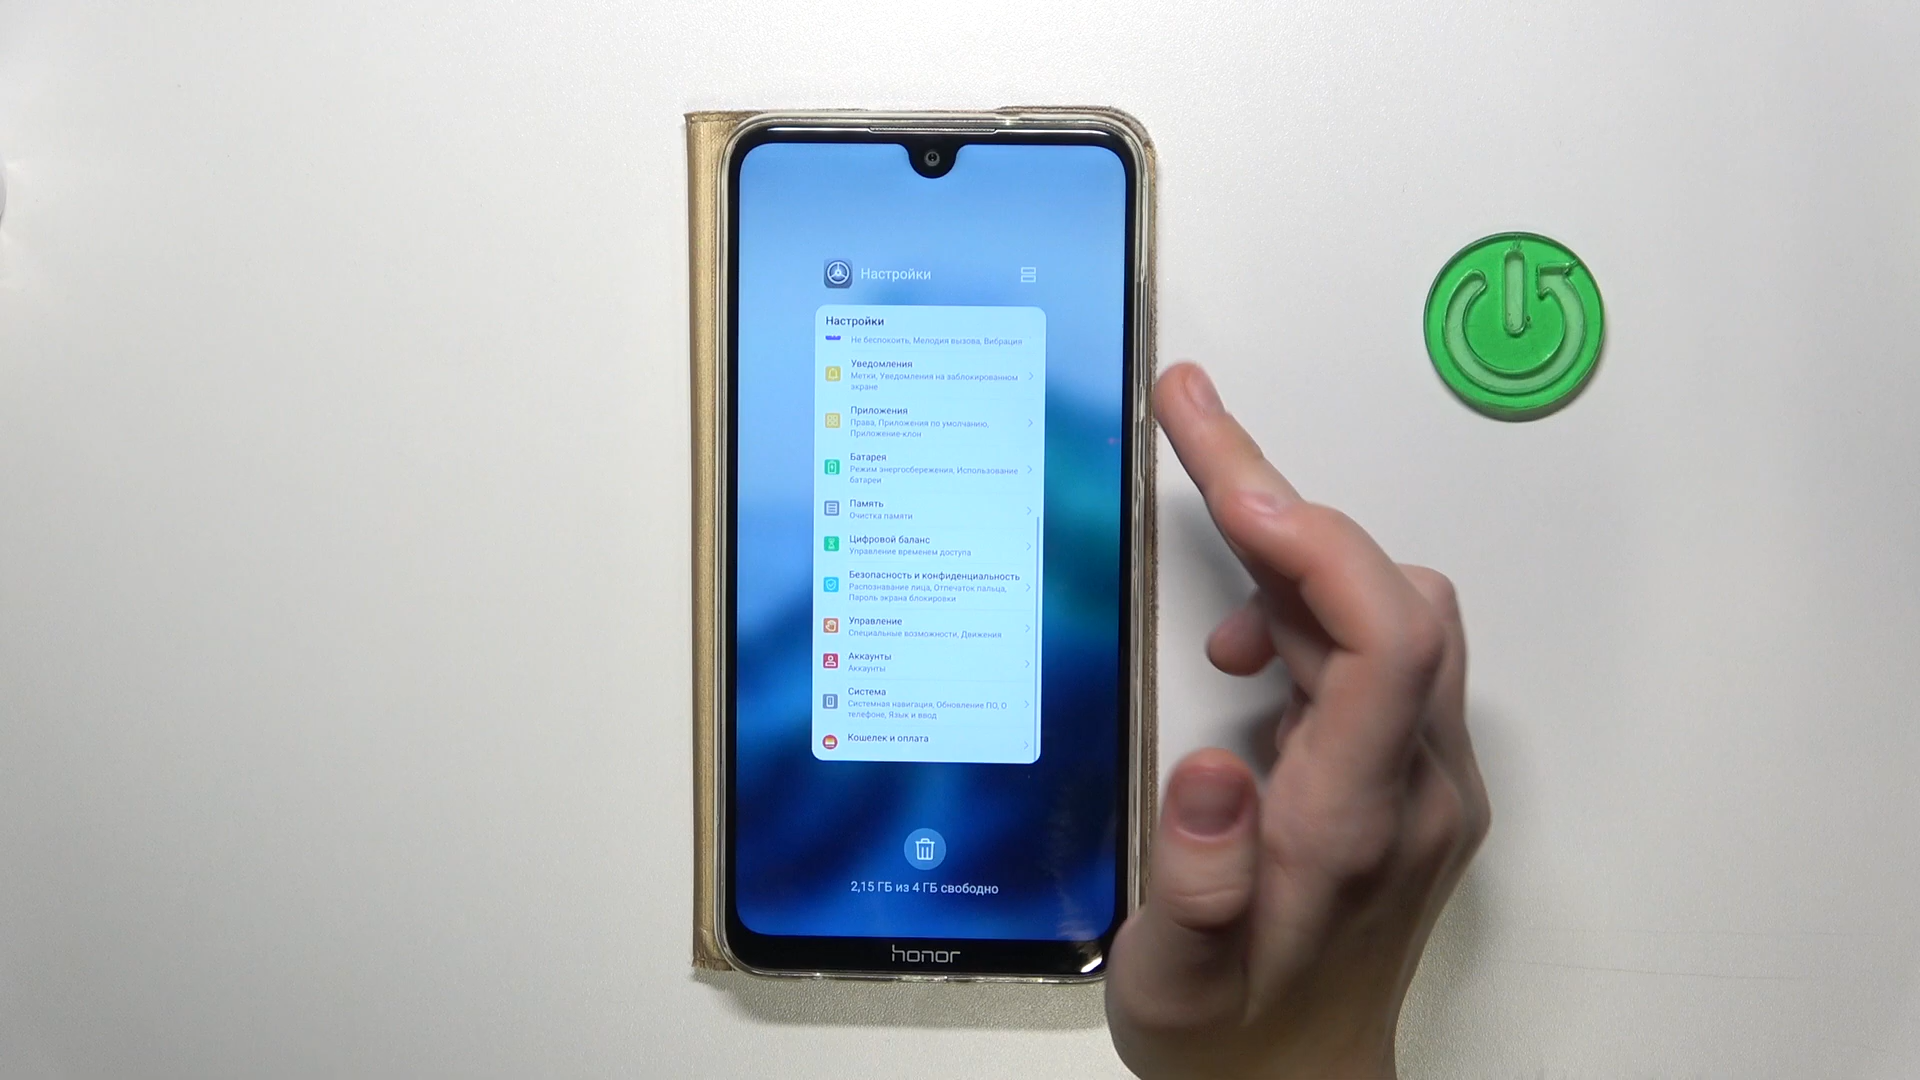 Настройки
Настройки
Не беспокоить, Мелодия вызова, Вибрация
Уведомления
Метки, Уведомления на заблокированном
экране
Приложения
Права, Приложения по умолчанию,
Приложение-клон
Батарея
Режим энергосбережения, Использование
батареи
Память
Очистка памяти
Цифровой баланс
Управление временем доступа
Безопасность и конфиденциальность
Распознавание лица, Отпечаток пальца,
Пароль экрана блокировки
Управление
Специальные возможности, Движения
Аккаунты
Аккаунты
Система
Системная навигация, Обновление ПО, О
телефоне, Язык и ввод
Кошелек и оплата
2,15 ГБ из 4 ГБ свободно
honor